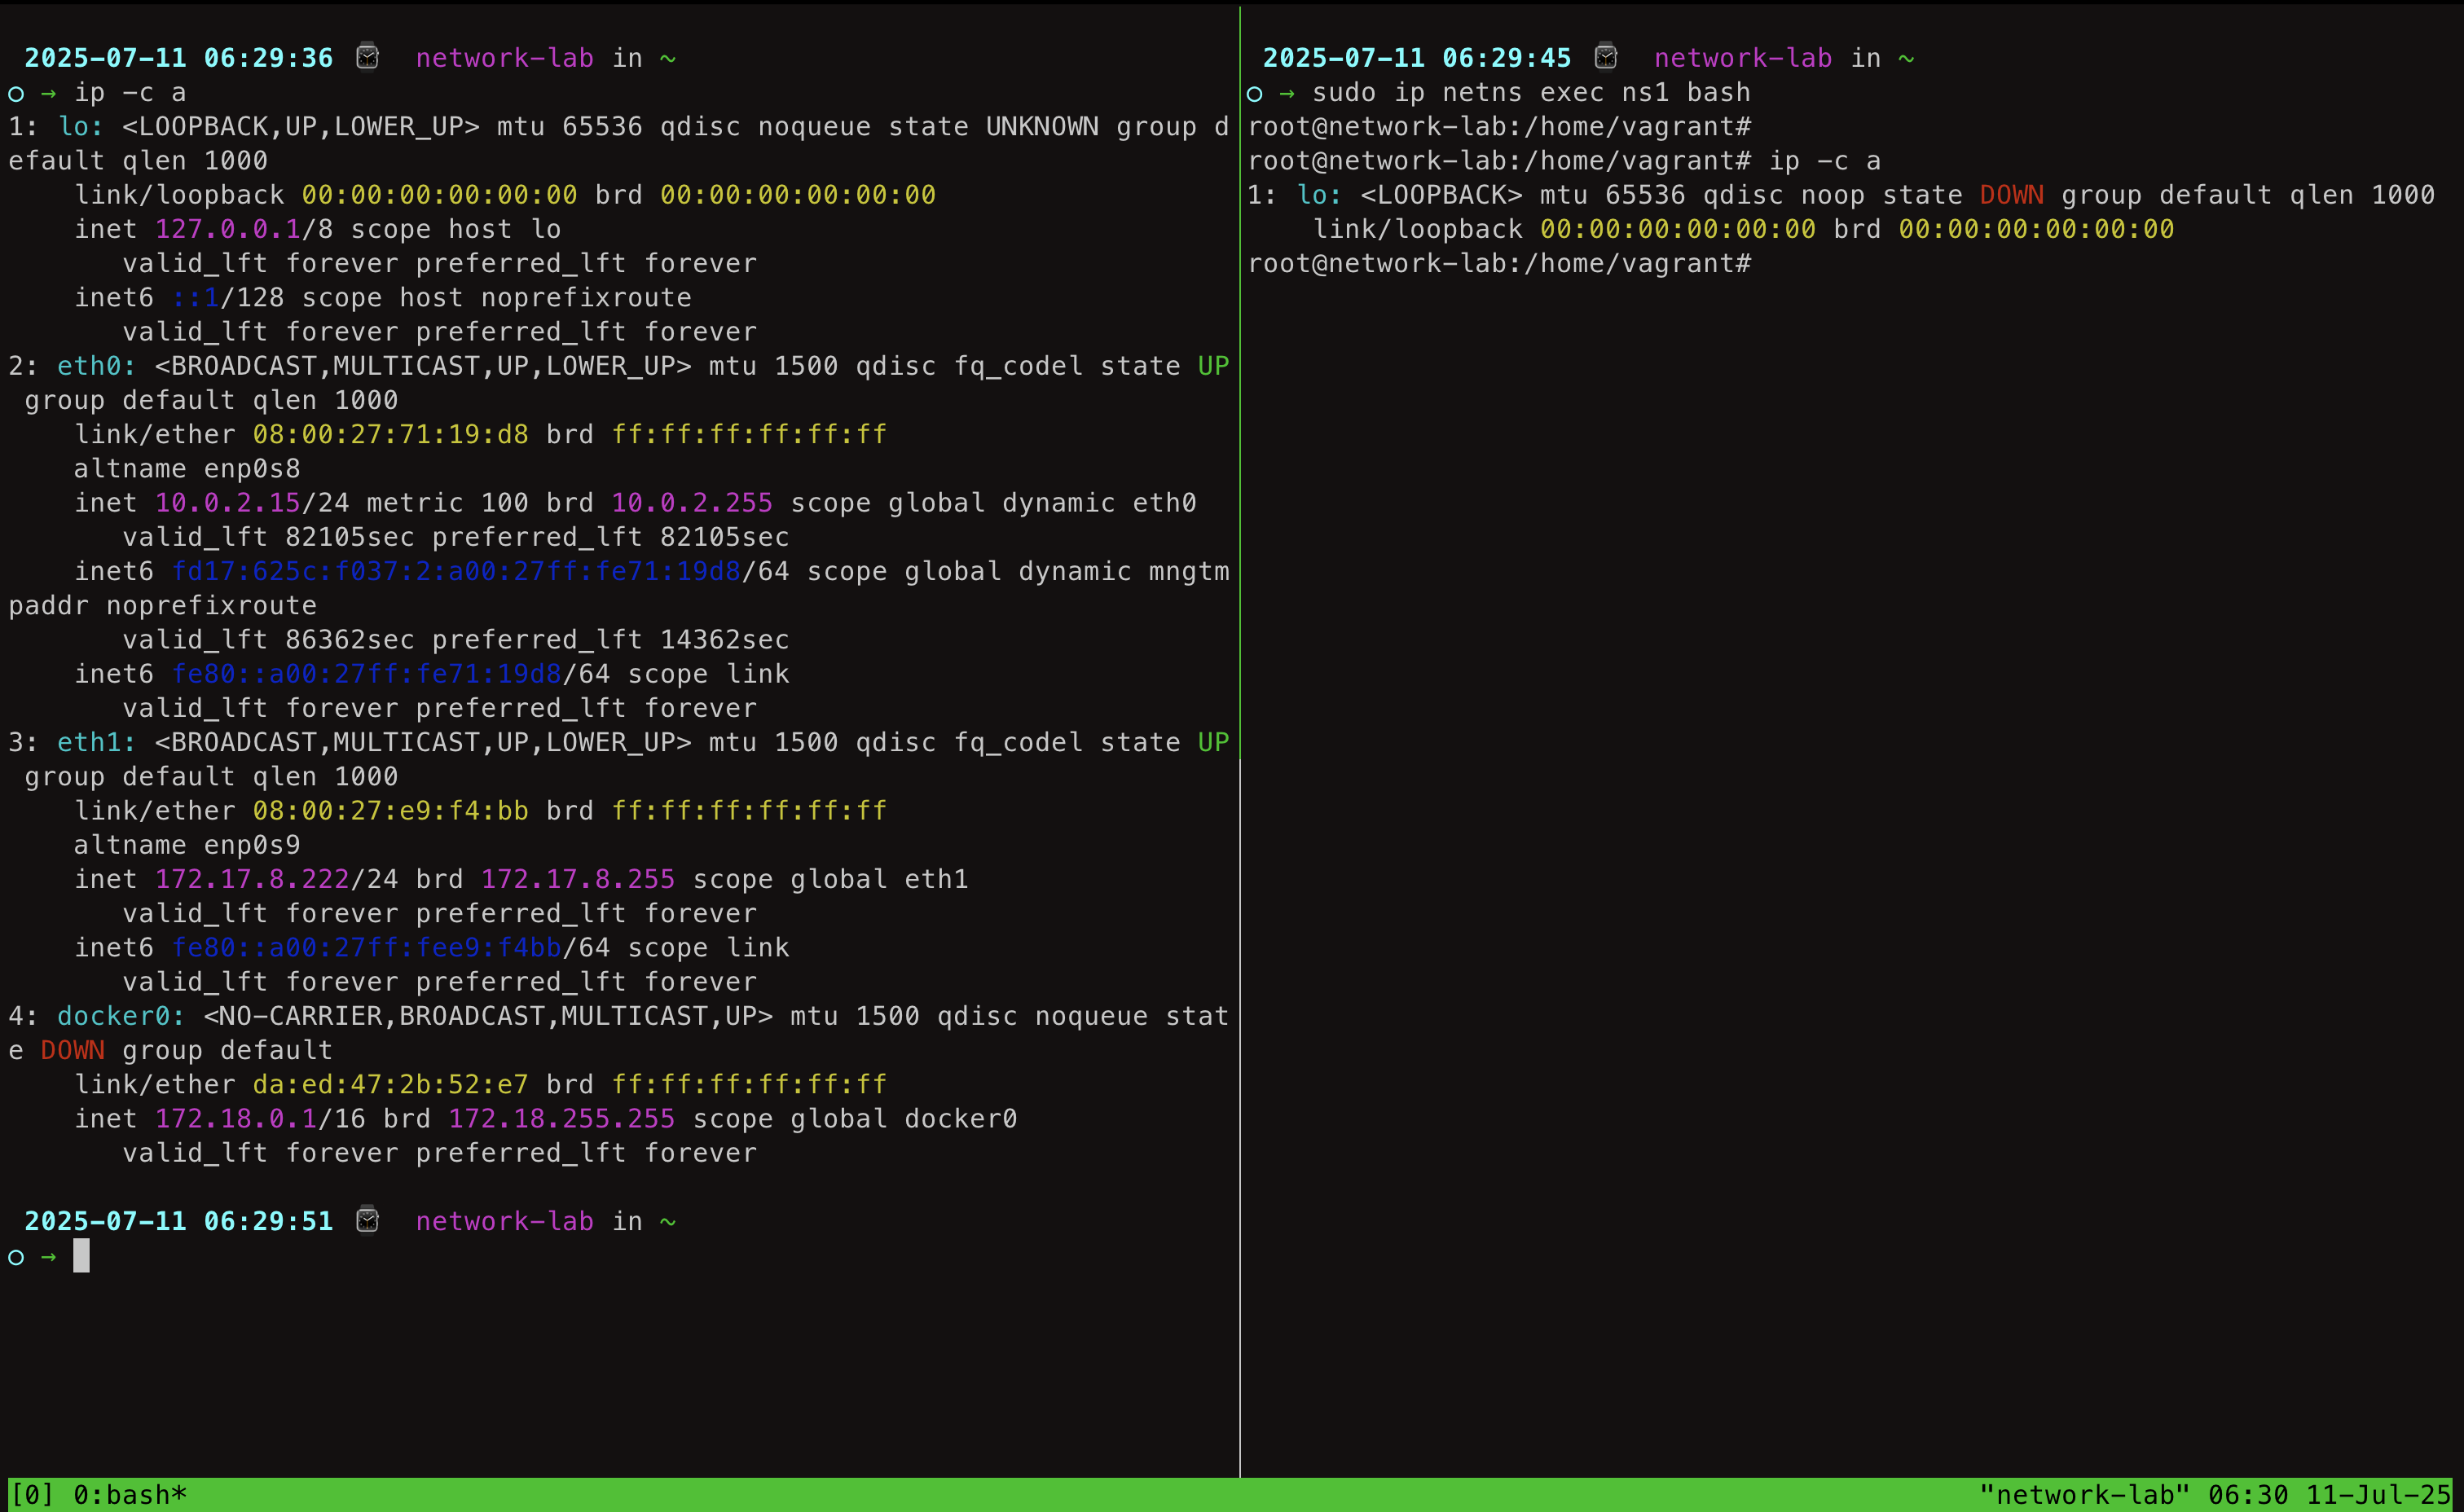 2025-07-11 06:29:36 ⌚ network-lab in ~
○ → ip -c a
1: lo: <LOOPBACK,UP,LOWER_UP> mtu 65536 qdisc noqueue state UNKNOWN group d
efault qlen 1000
    link/loopback 00:00:00:00:00:00 brd 00:00:00:00:00:00
    inet 127.0.0.1/8 scope host lo
       valid_lft forever preferred_lft forever
    inet6 ::1/128 scope host noprefixroute
       valid_lft forever preferred_lft forever
2: eth0: <BROADCAST,MULTICAST,UP,LOWER_UP> mtu 1500 qdisc fq_codel state UP
 group default qlen 1000
    link/ether 08:00:27:71:19:d8 brd ff:ff:ff:ff:ff:ff
    altname enp0s8
    inet 10.0.2.15/24 metric 100 brd 10.0.2.255 scope global dynamic eth0
       valid_lft 82105sec preferred_lft 82105sec
    inet6 fd17:625c:f037:2:a00:27ff:fe71:19d8/64 scope global dynamic mngtm
paddr noprefixroute
       valid_lft 86362sec preferred_lft 14362sec
    inet6 fe80::a00:27ff:fe71:19d8/64 scope link
       valid_lft forever preferred_lft forever
3: eth1: <BROADCAST,MULTICAST,UP,LOWER_UP> mtu 1500 qdisc fq_codel state UP
 group default qlen 1000
    link/ether 08:00:27:e9:f4:bb brd ff:ff:ff:ff:ff:ff
    altname enp0s9
    inet 172.17.8.222/24 brd 172.17.8.255 scope global eth1
       valid_lft forever preferred_lft forever
    inet6 fe80::a00:27ff:fee9:f4bb/64 scope link
       valid_lft forever preferred_lft forever
4: docker0: <NO-CARRIER,BROADCAST,MULTICAST,UP> mtu 1500 qdisc noqueue stat
e DOWN group default
    link/ether da:ed:47:2b:52:e7 brd ff:ff:ff:ff:ff:ff
    inet 172.18.0.1/16 brd 172.18.255.255 scope global docker0
       valid_lft forever preferred_lft forever
2025-07-11 06:29:51 ⌚ network-lab in ~
○ →
2025-07-11 06:29:45 ⌚ network-lab in ~
○ → sudo ip netns exec ns1 bash
root@network-lab:/home/vagrant#
root@network-lab:/home/vagrant# ip -c a
1: lo: <LOOPBACK> mtu 65536 qdisc noop state DOWN group default qlen 1000
    link/loopback 00:00:00:00:00:00 brd 00:00:00:00:00:00
root@network-lab:/home/vagrant#
[0] 0:bash*
"network-lab" 06:30 11-Jul-25